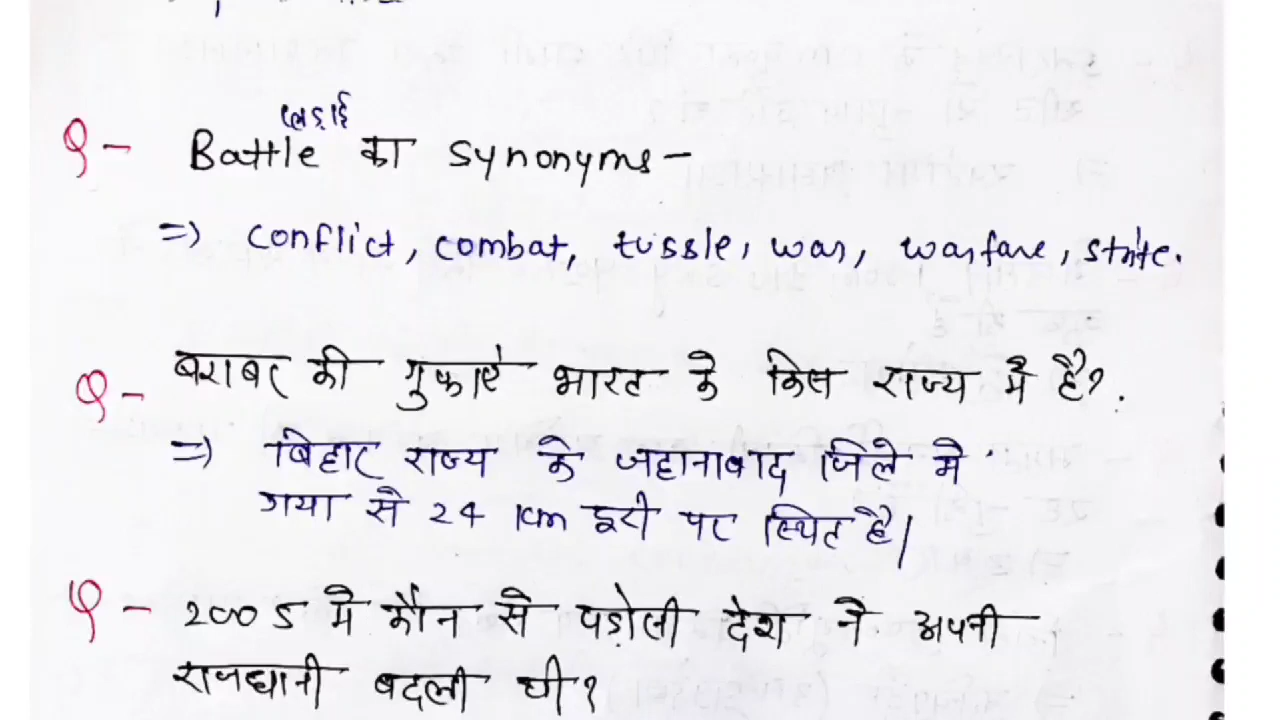 लड़ाई
Q- Battle का synonyms-
=> conflict, combat, tussle, war, warfare, strife.
Q- बराबर की गुफाऐ भारत के किस राज्य मे है?.
=> बिहार राज्य के जहानाबाद जिले मे
गया से 24 km दूरी पर स्थित है।
Q- 2005 मे कौन से पड़ोसी देश ने अपनी
राजधानी बदली थी?